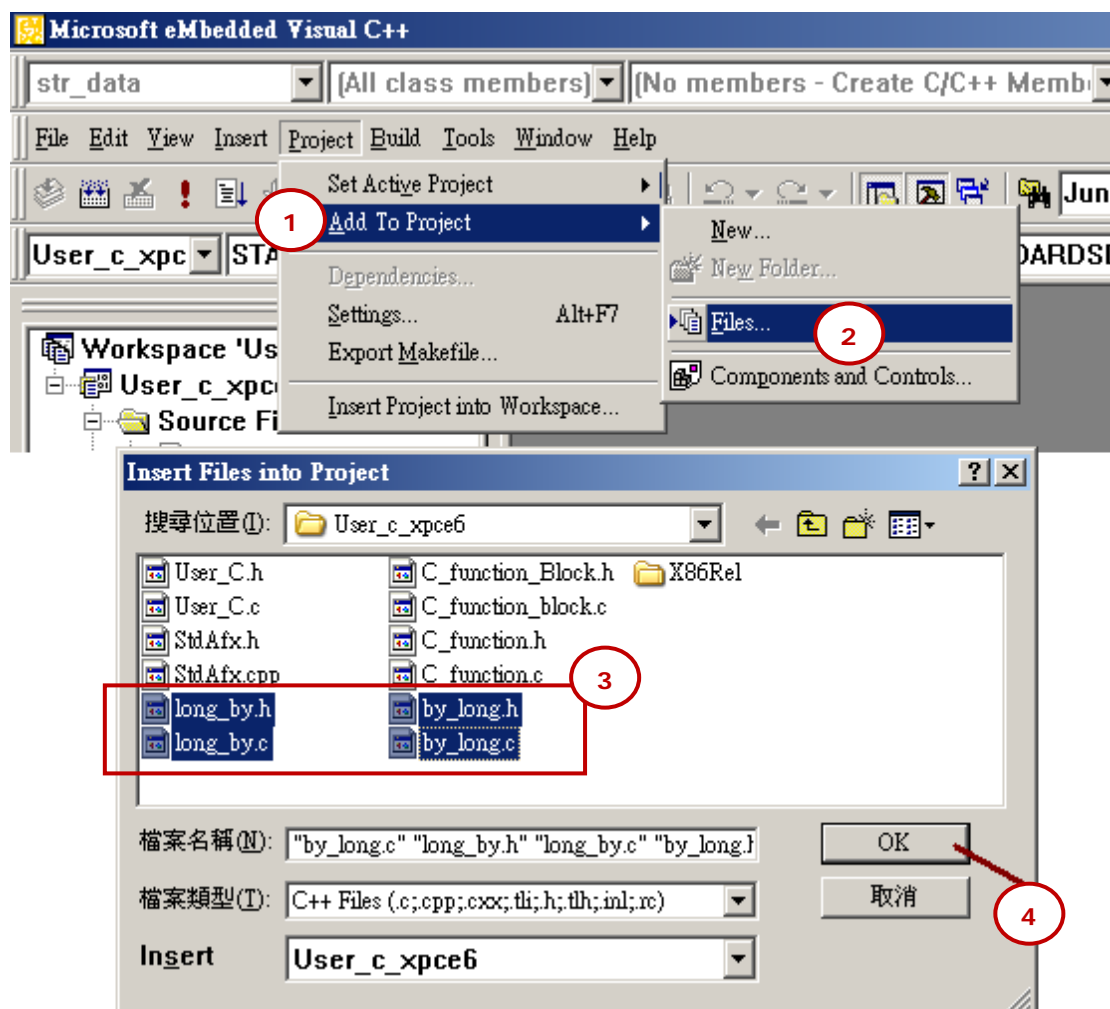 Microsoft eMbedded Visual C++
str_data (All class members) (No members - Create C/C++ Memb
File Edit View Insert Project Build Tools Window Help
Set Active Project
1 Add To Project
Jun
User_c_xpc STA
New...
DARDS
New Folder...
Dependencies...
Settings... Alt+F7
Files... 2
Export Makefile...
Components and Controls...
Insert Project into Workspace...
Workspace 'Us
User_c_xpc
Source Fi
Insert Files into Project
搜尋位置(I): User_c_xpce6
User_C.h C_function_Block.h X86Rel
User_C.c C_function_block.c
StdAfx.h C_function.h
StdAfx.cpp C_function.c
3
long_by.h by_long.h
long_by.c by_long.c
檔案名稱(N): "by_long.c" "long_by.h" "long_by.c" "by_long.h
OK
檔案類型(T): C++ Files (.c;.cpp;.cxx;.tli;.h;.tlh;.inl;.rc)
取消
4
Insert User_c_xpce6